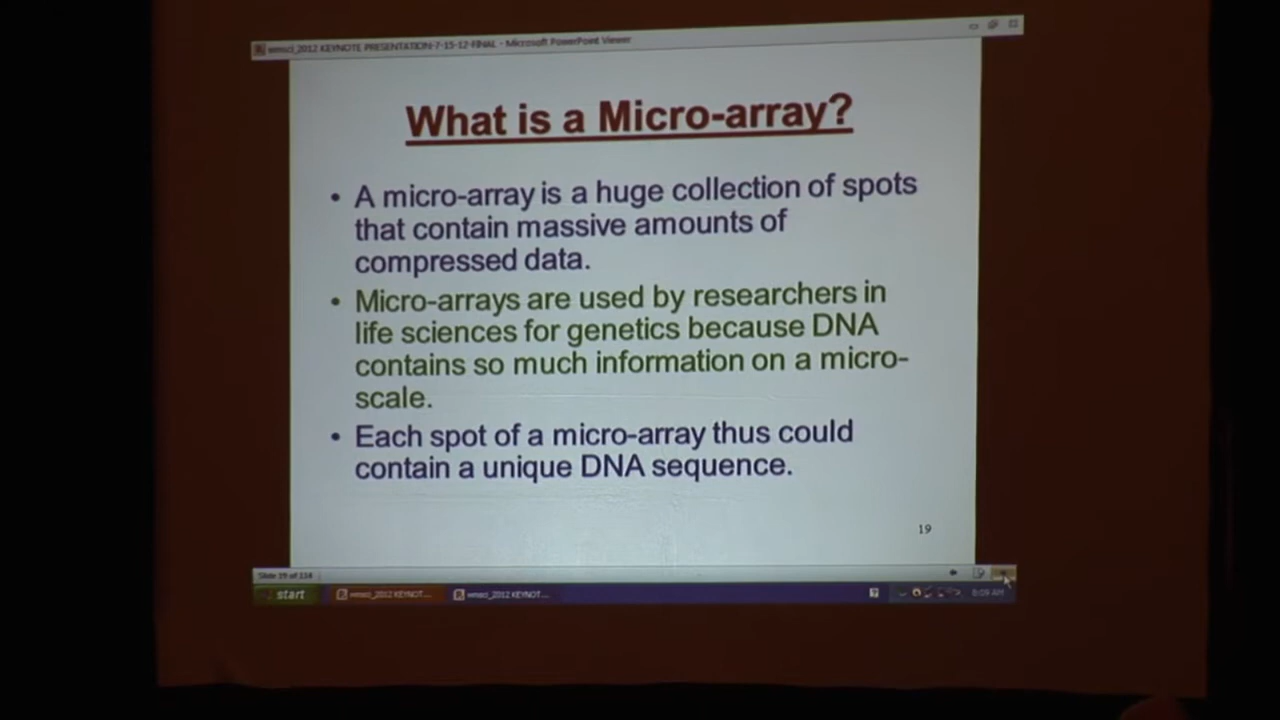 wmsci_2012 KEYNOTE PRESENTATION-7-15-12-FINAL - Microsoft PowerPoint Viewer
What is a Micro-array?
• A micro-array is a huge collection of spots
that contain massive amounts of
compressed data.
• Micro-arrays are used by researchers in
life sciences for genetics because DNA
contains so much information on a micro-
scale.
• Each spot of a micro-array thus could
contain a unique DNA sequence.
19
Slide 19 of 114
start
wmsci_2012 KEYNOT...
wmsci_2012 KEYNOT...